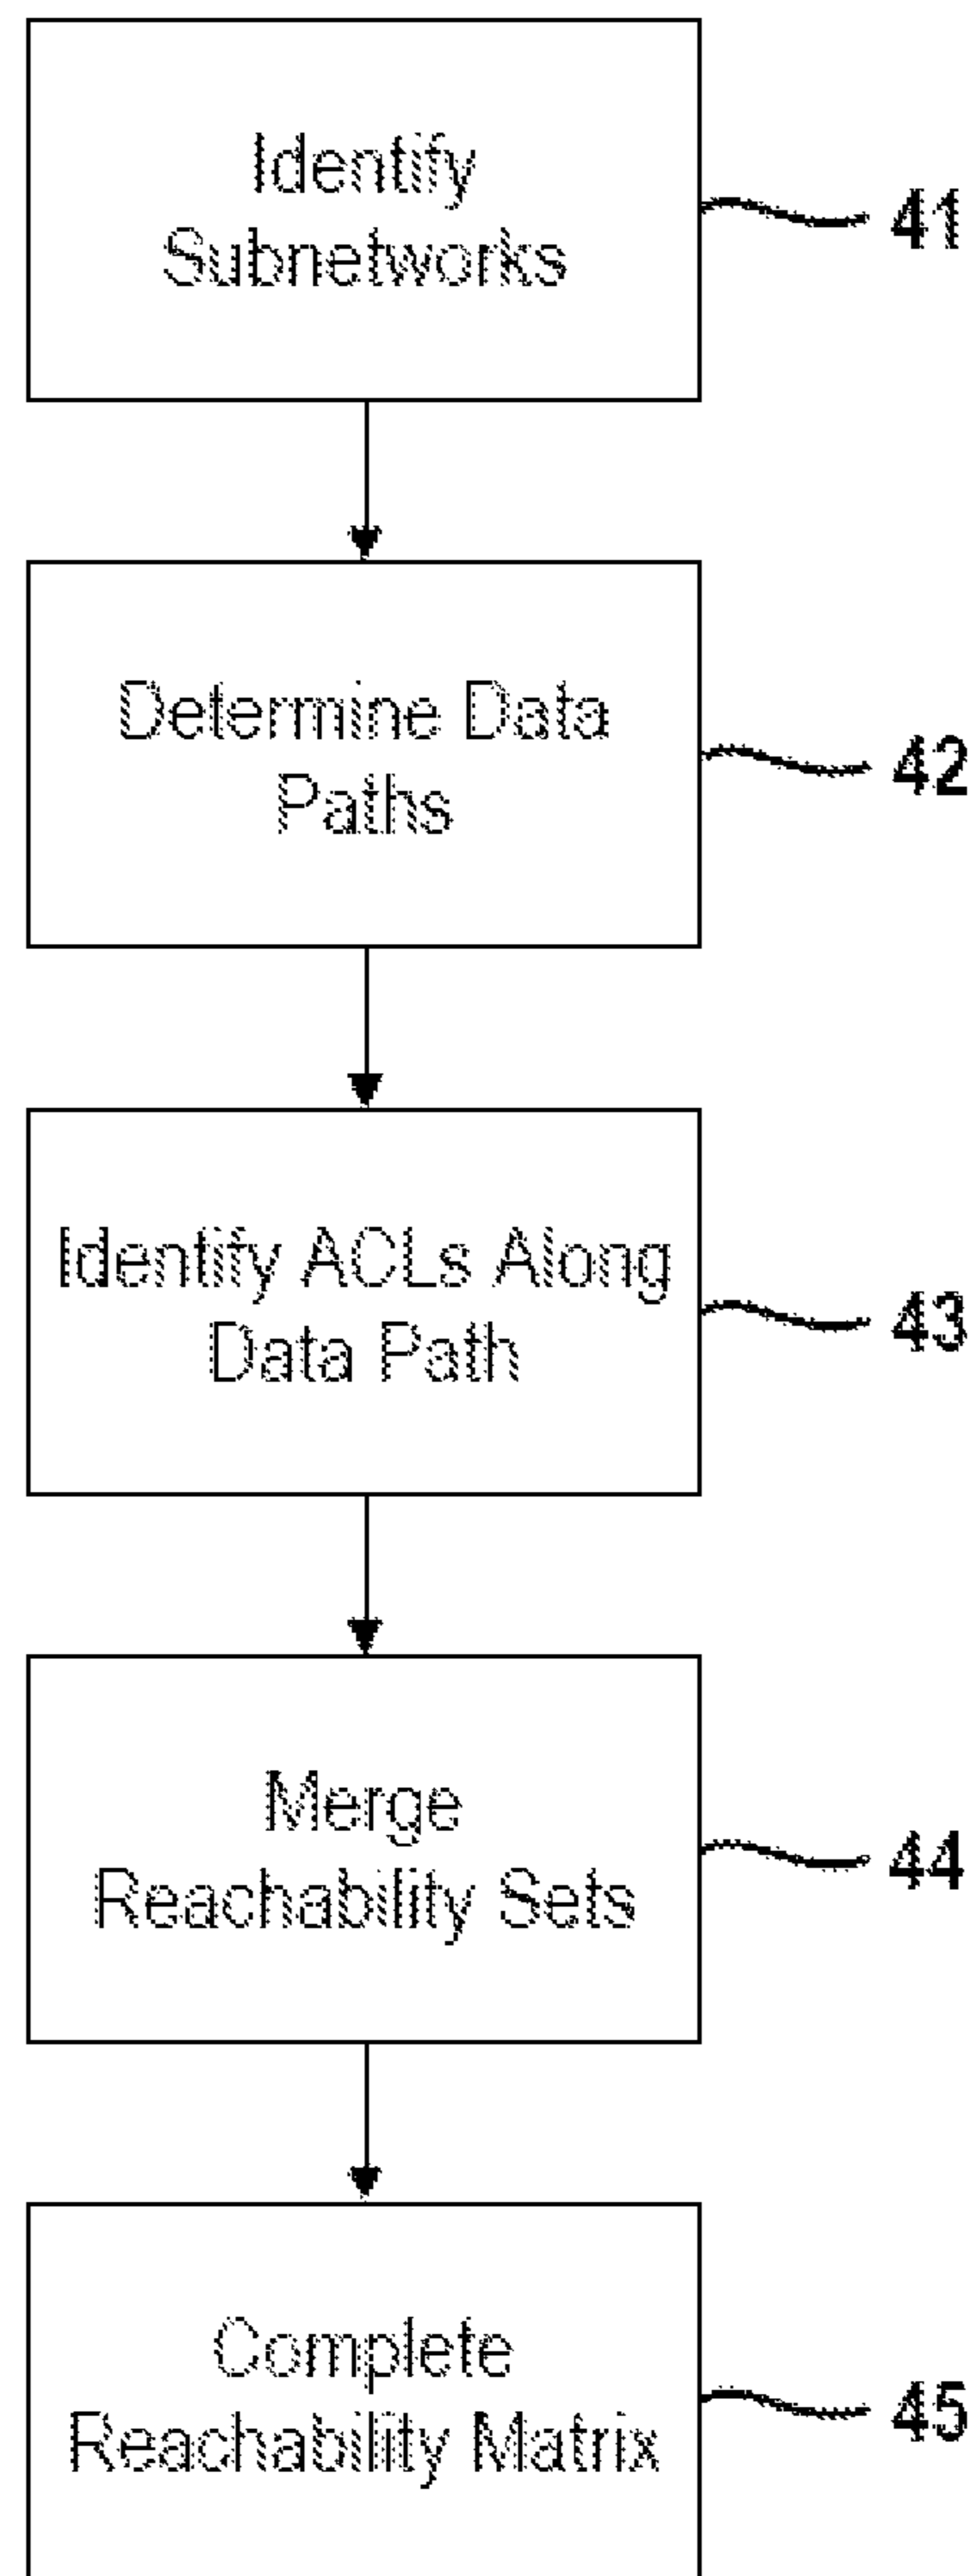 Identify
Subnetworks
41
Determine Data
Paths
42
Identify ACLs Along
Data Path
43
Merge
Reachability Sets
44
Complete
Reachability Matrix
45